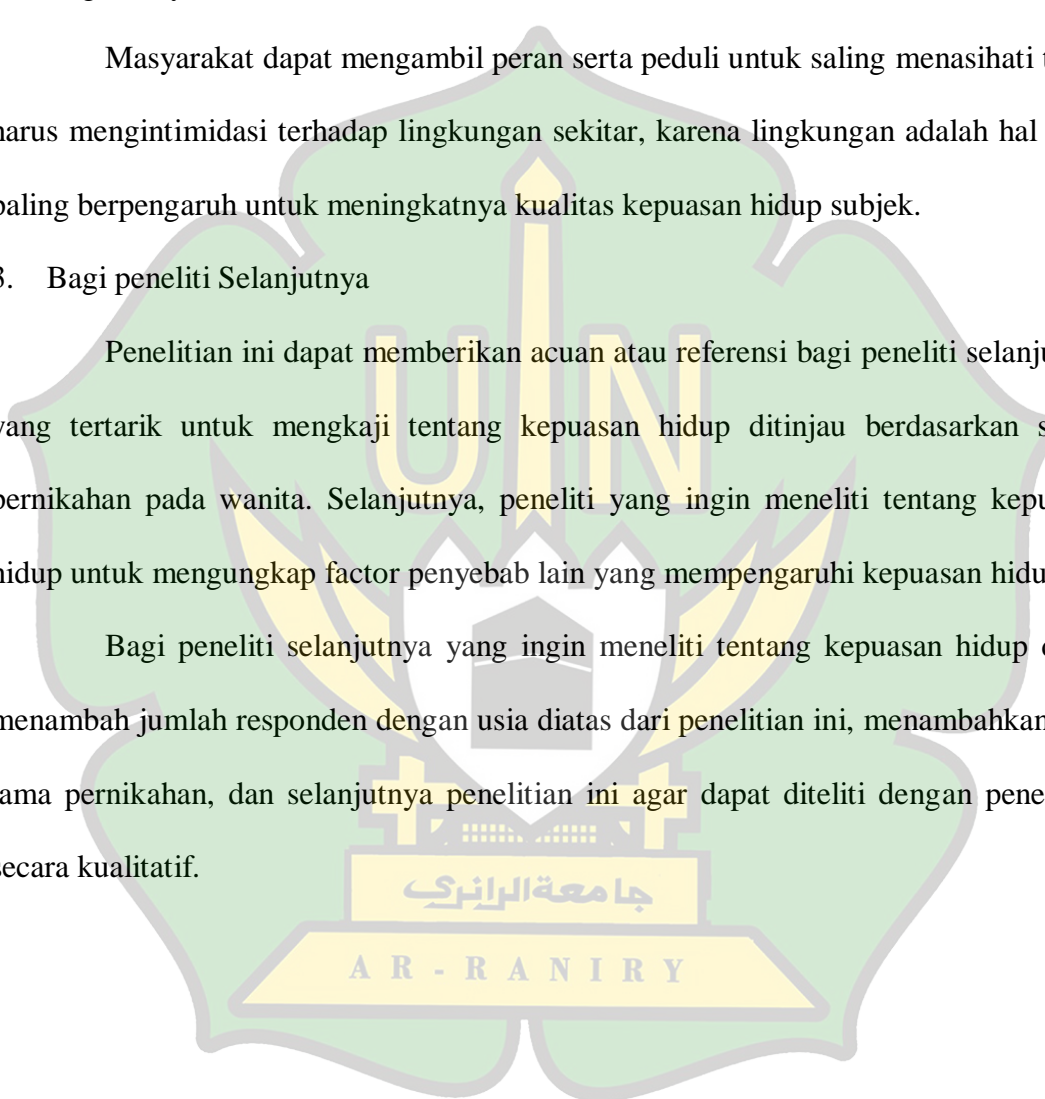 Masyarakat dapat mengambil peran serta peduli untuk saling menasihati
mengintimidasi terhadap lingkungan sekitar, karena lingkungan adalah hal
paling berpengaruh untuk meningkatnya kualitas kepuasan hidup subjek.
3. Bagi peneliti Selanjutnya
Penelitian ini dapat memberikan acuan atau referensi bagi peneliti
yang tertarik untuk mengkaji tentang kepuasan hidup ditinjau berdasarkan
pernikahan pada wanita. Selanjutnya, peneliti yang ingin meneliti tentang
hidup untuk mengungkap factor penyebab lain yang mempengaruhi kepuasan
Bagi peneliti selanjutnya yang ingin meneliti tentang kepuasan hidup
menambah jumlah responden dengan usia diatas dari penelitian ini, menambahkan
lama pernikahan, dan selanjutnya penelitian ini agar dapat diteliti dengan
secara kualitatif.
UIN
جامعة الرانري
AR-RANIRY